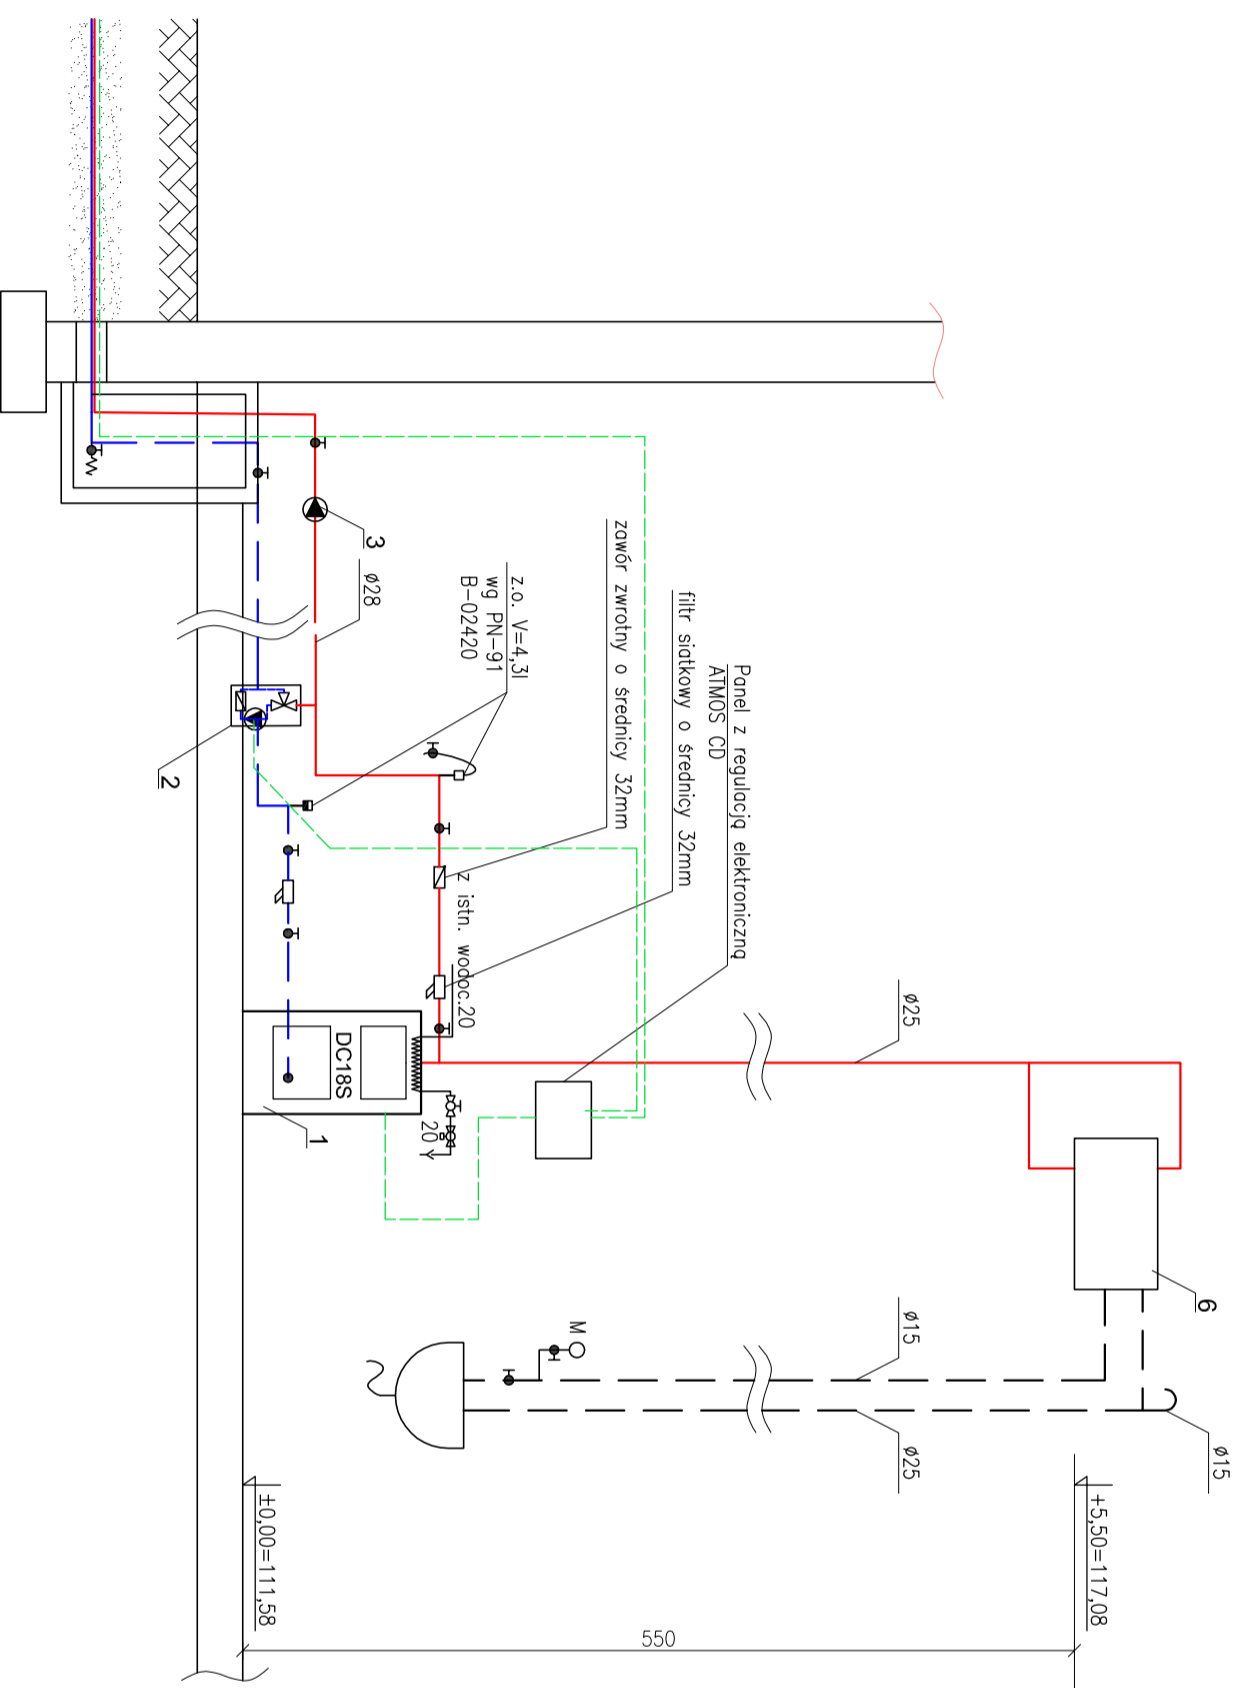 Panel z regulacją elektroniczną
ATMOS CD
filtr siatkowy o średnicy 32mm
zawór zwrotny o średnicy 32mm
z.o. V=4,3l
wg PN-91
B-02420
ø28
3
2
z istn. wodoc.20
DC18S
1
20
ø25
6
ø15
ø25
ø15
M
+5,50=117,08
±0,00=111,58
550